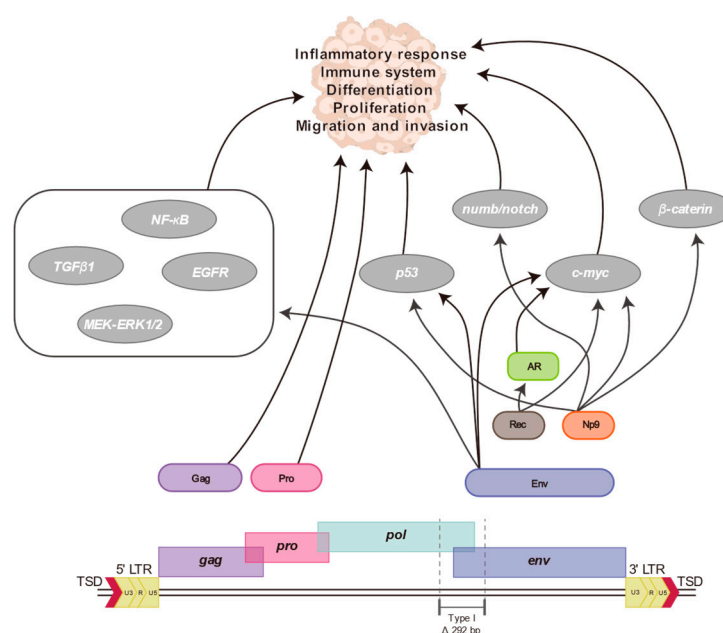 Inflammatory response
Immune system
Differentiation
Proliferation
Migration and invasion
NF-κB
TGFβ1
EGFR
MEK-ERK1/2
numb/notch
β-caterin
p53
c-myc
AR
Rec
Np9
Gag
Pro
Env
pol
pro
gag
env
5' LTR
3' LTR
TSD
TSD
U3 R U5
U3 R U5
Type I
Δ 292 bp